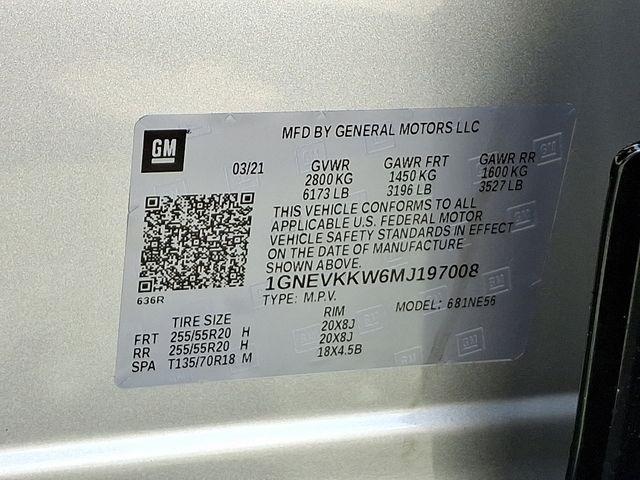 MFD BY GENERAL MOTORS LLC
GM
03/21
GVWR GAWR FRT GAWR RR
2800 KG 1450 KG 1600 KG
6173 LB 3196 LB 3527 LB
THIS VEHICLE CONFORMS TO ALL
APPLICABLE U.S. FEDERAL MOTOR
VEHICLE SAFETY STANDARDS IN EFFECT
ON THE DATE OF MANUFACTURE
SHOWN ABOVE.
1GNEVKKW6MJ197008
636R
TYPE: M.P.V. MODEL: 681NE56
TIRE SIZE RIM
FRT 255/55R20 H 20X8J
RR 255/55R20 H 20X8J
SPA T135/70R18 M 18X4.5B